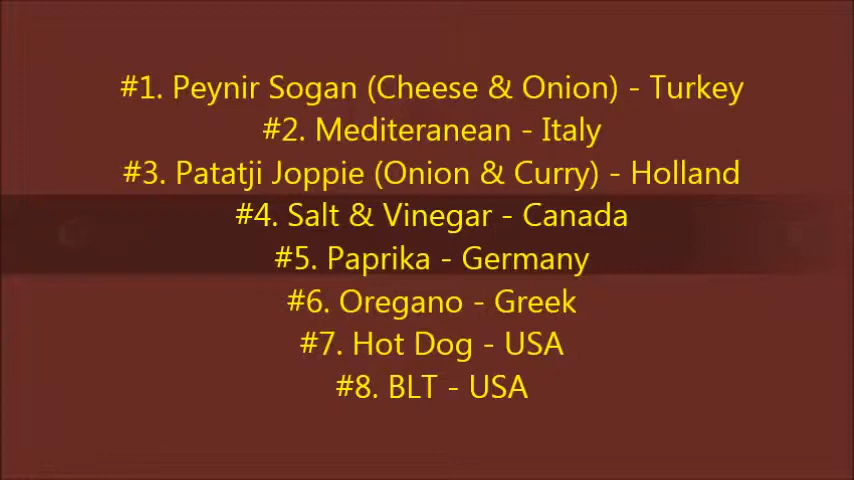 #1. Peynir Sogan (Cheese & Onion) - Turkey
#2. Mediteranean - Italy
#3. Patatji Joppie (Onion & Curry) - Holland
#4. Salt & Vinegar - Canada
#5. Paprika - Germany
#6. Oregano - Greek
#7. Hot Dog - USA
#8. BLT - USA